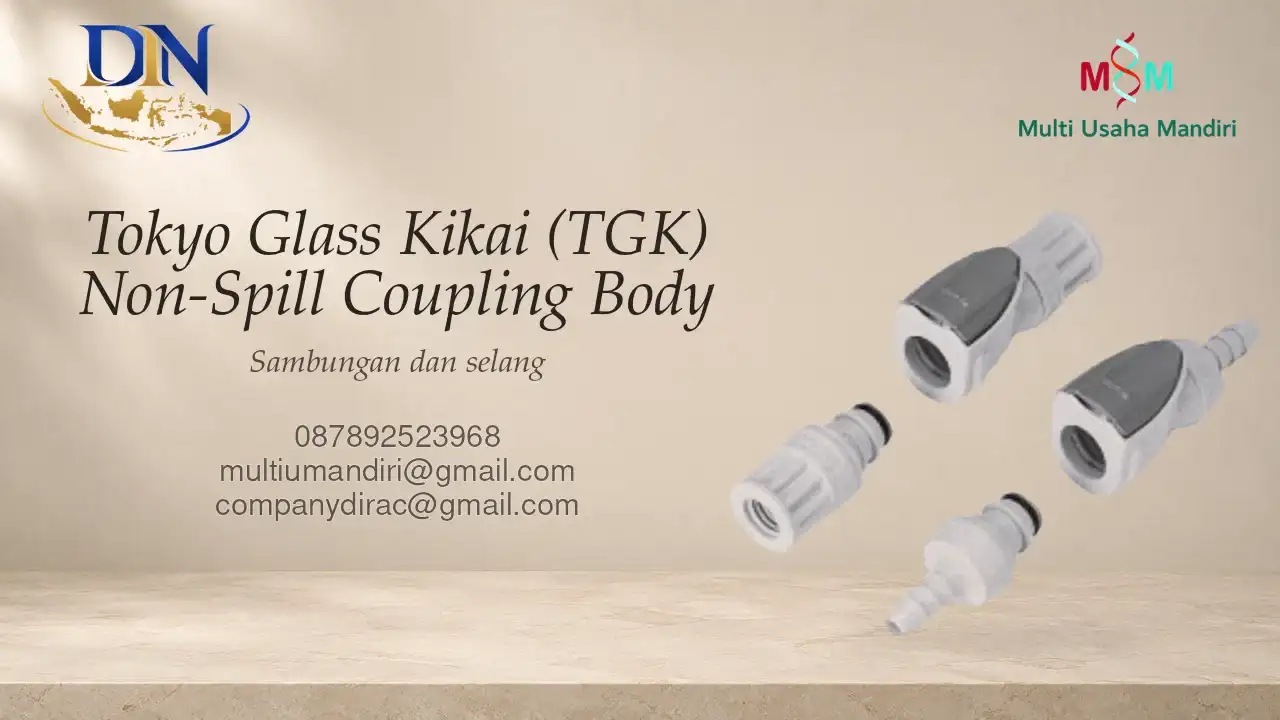 DIN
M M
Multi Usaha Mandiri
Tokyo Glass Kikai (TGK)
Non-Spill Coupling Body
Sambungan dan selang
087892523968
multiumandiri@gmail.com
companydirac@gmail.com